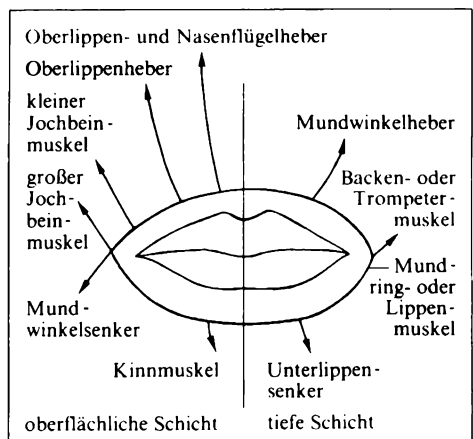 Oberlippen- und Nasenflügelheber
Oberlippenheber
kleiner
Jochbein-
muskel
großer
Joch-
bein-
muskel
Mund-
winkelsenker
Kinnmuskel
oberflächliche Schicht
Mundwinkelheber
Backen- oder
Trompeter-
muskel
Mund-
ring- oder
Lippen-
muskel
Unterlippen-
senker
tiefe Schicht